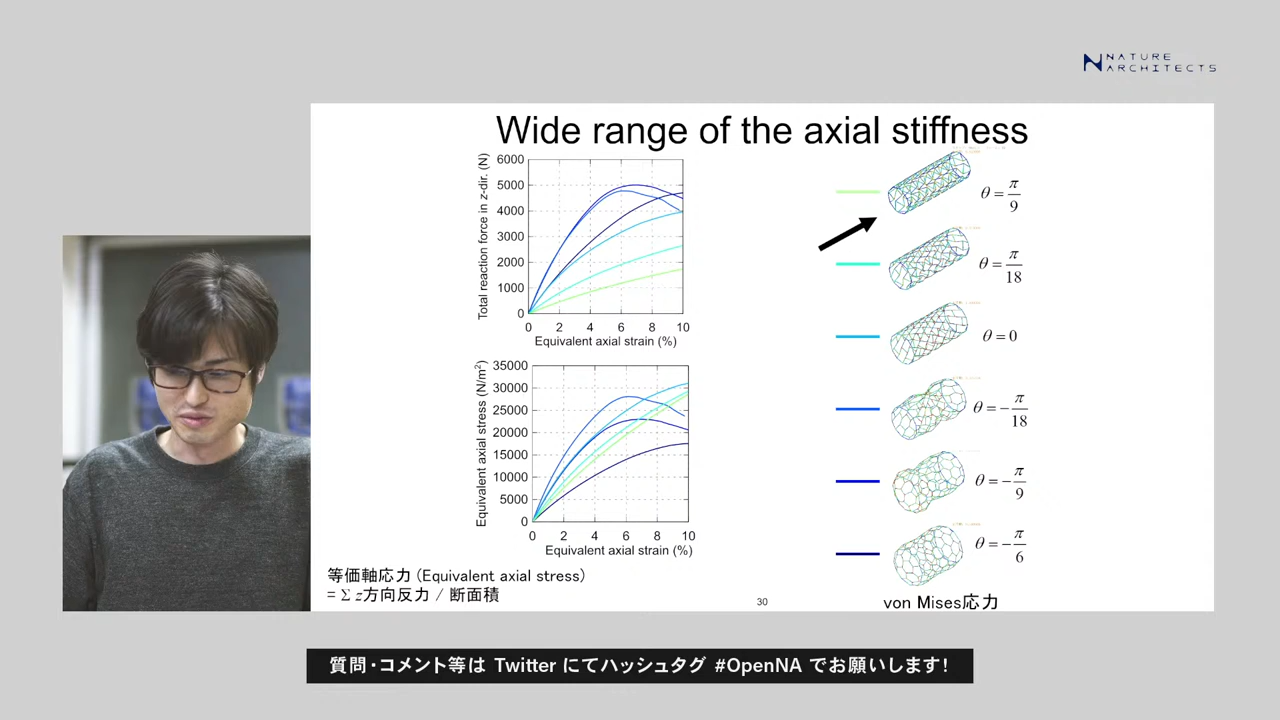 NATURE
ARCHITECTS
Wide range of the axial stiffness
Total reaction force in z-dir. (N)
6000
5000
4000
3000
2000
1000
0
0 2 4 6 8 10
Equivalent axial strain (%)
Equivalent axial stress (N/m²)
35000
30000
25000
20000
15000
10000
5000
0
0 2 4 6 8 10
Equivalent axial strain (%)
θ = π/9
θ = π/18
θ = 0
θ = −π/18
θ = −π/9
θ = −π/6
等価軸応力 (Equivalent axial stress)
= Σ z方向反力 / 断面積
30
von Mises応力
質問・コメント等は Twitter にてハッシュタグ #OpenNA でお願いします!